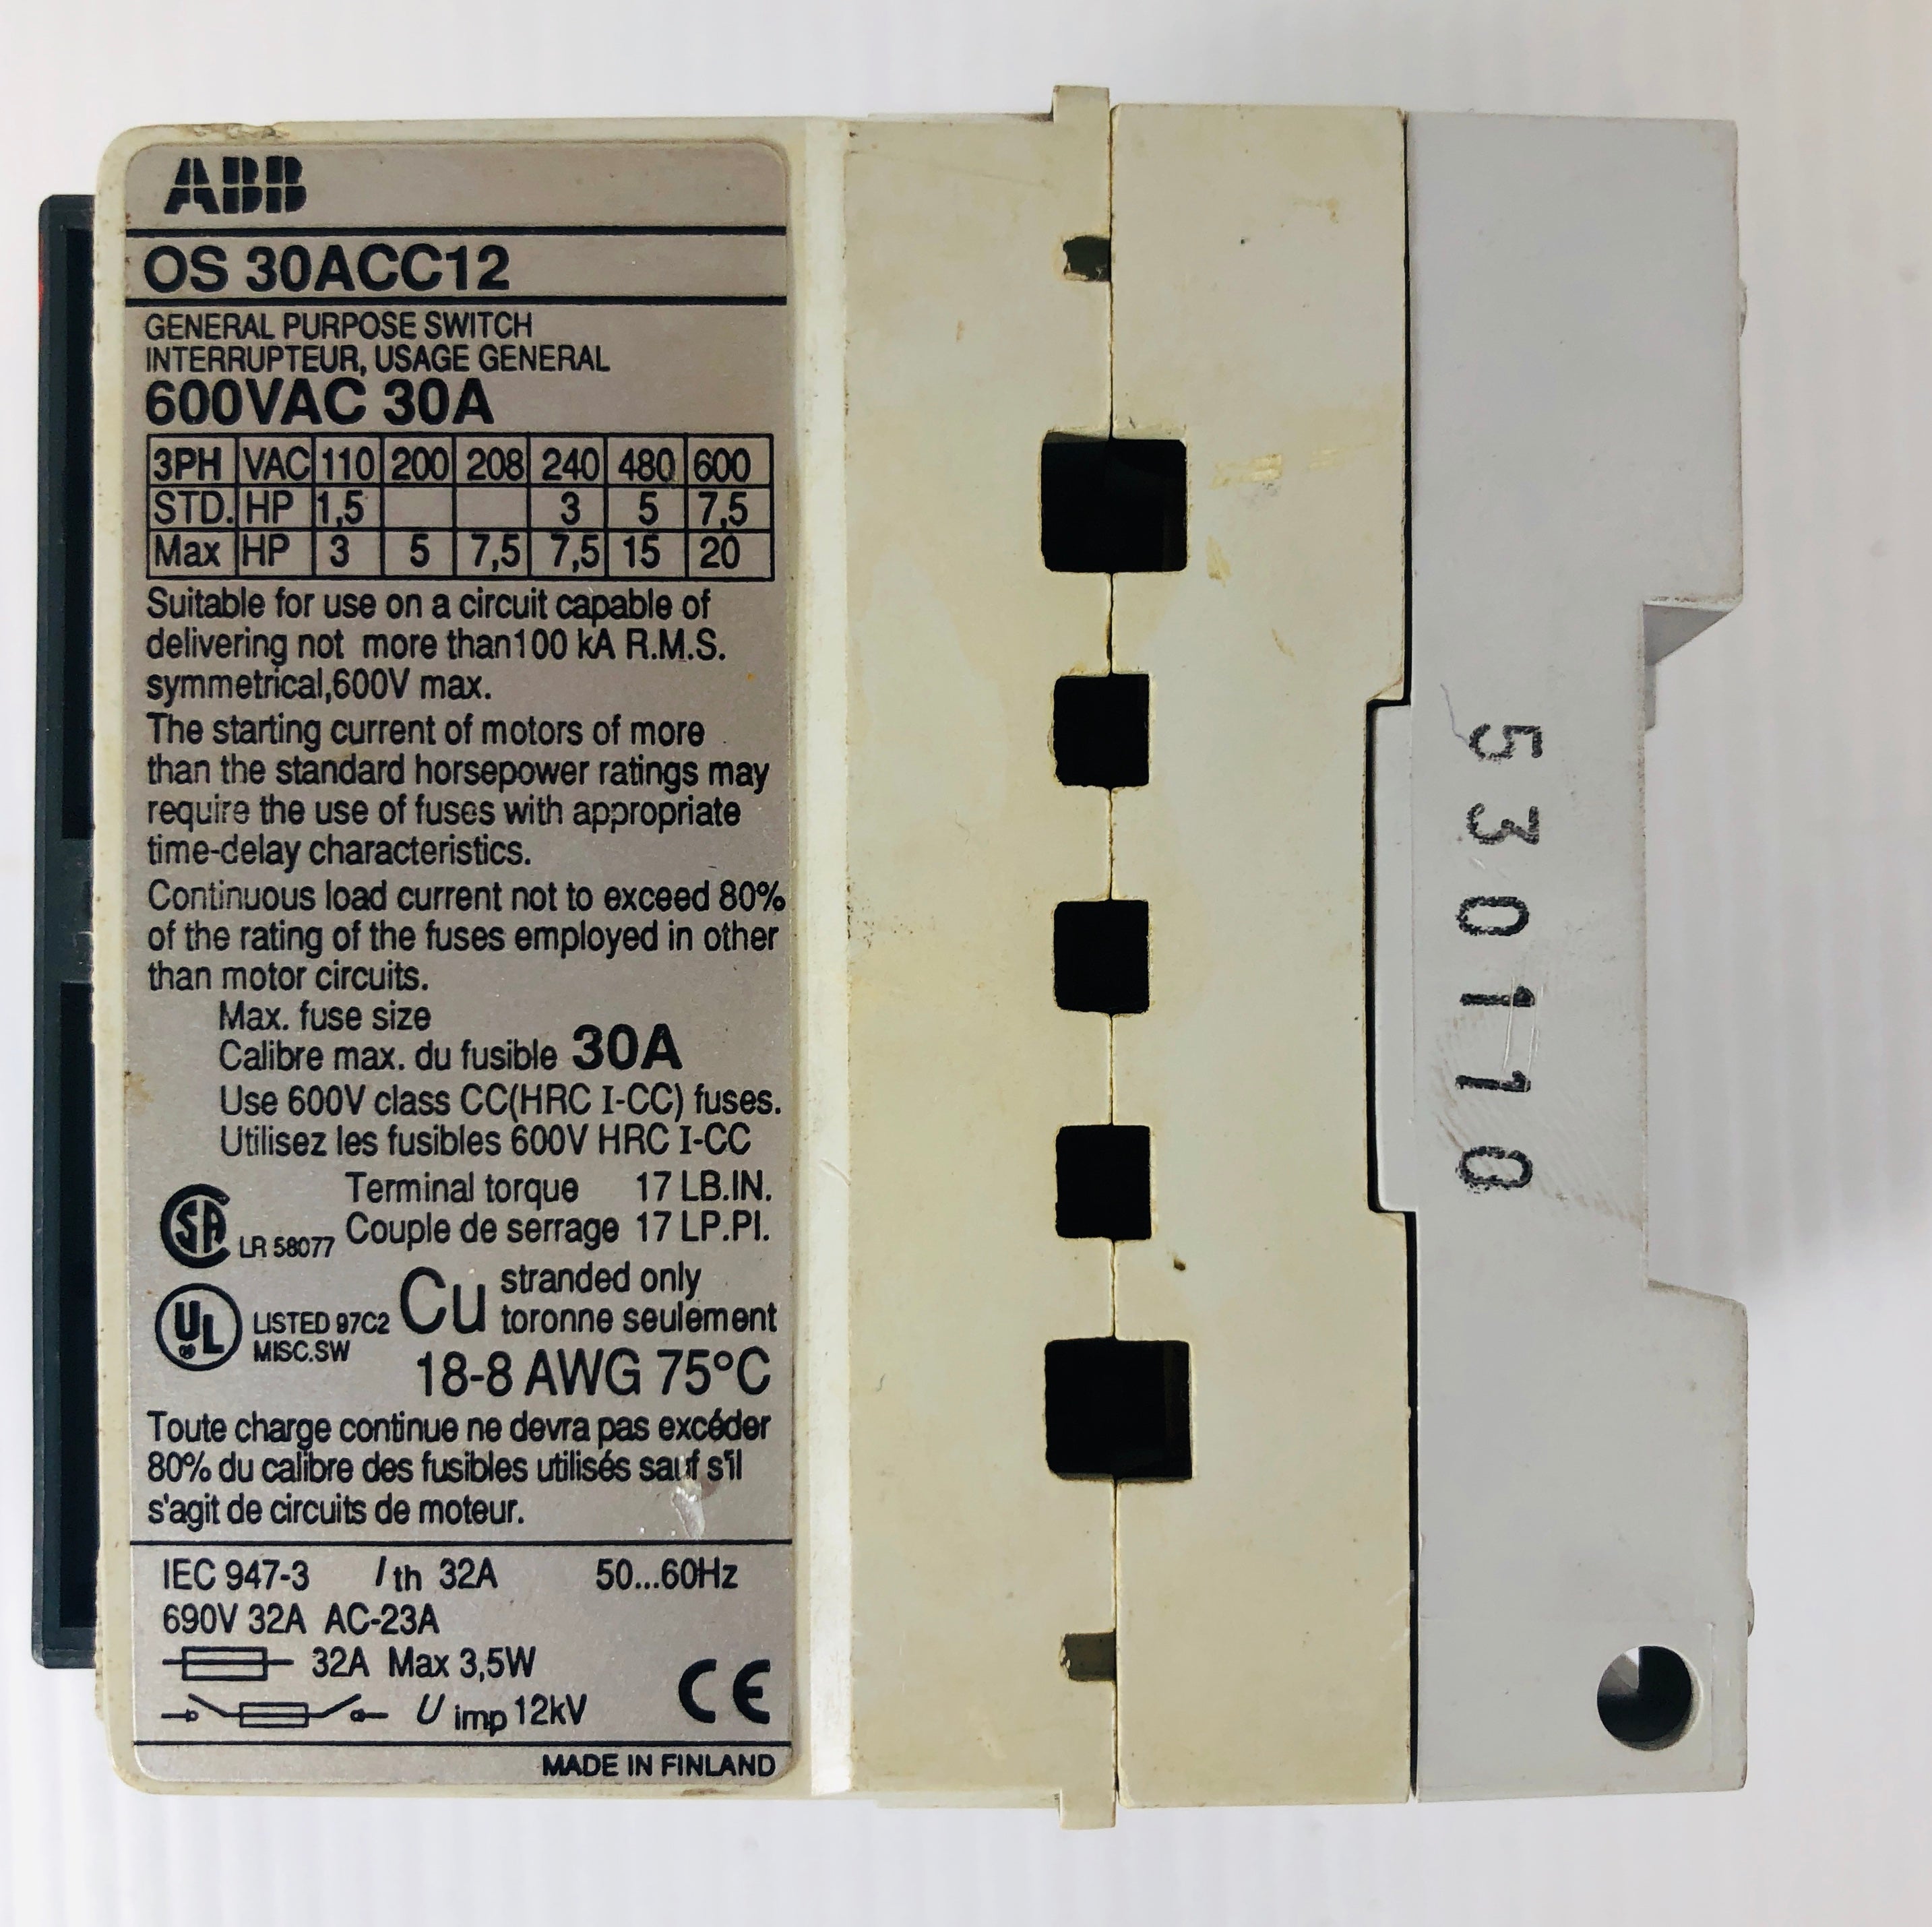 ABB
OS 30ACC12
GENERAL PURPOSE SWITCH
INTERRUPTEUR, USAGE GENERAL
600VAC 30A
3PH VAC 110 200 208 240 480 600
STD. HP 1,5 3 5 7,5
Max HP 3 5 7,5 7,5 15 20
Suitable for use on a circuit capable of
delivering not more than100 kA R.M.S.
symmetrical,600V max.
The starting current of motors of more
than the standard horsepower ratings may
require the use of fuses with appropriate
time-delay characteristics.
Continuous load current not to exceed 80%
of the rating of the fuses employed in other
than motor circuits.
Max. fuse size
Calibre max. du fusible 30A
Use 600V class CC(HRC I-CC) fuses.
Utilisez les fusibles 600V HRC I-CC
Terminal torque 17 LB.IN.
SA LR 58077 Couple de serrage 17 LP.PI.
Cu stranded only
UL LISTED 97C2 toronne seulement
MISC.SW 18-8 AWG 75°C
Toute charge continue ne devra pas excéder
80% du calibre des fusibles utilisés sauf s'il
s'agit de circuits de moteur.
IEC 947-3 Ith 32A 50...60Hz
690V 32A AC-23A
32A Max 3,5W
U imp 12kV CE
MADE IN FINLAND
530110